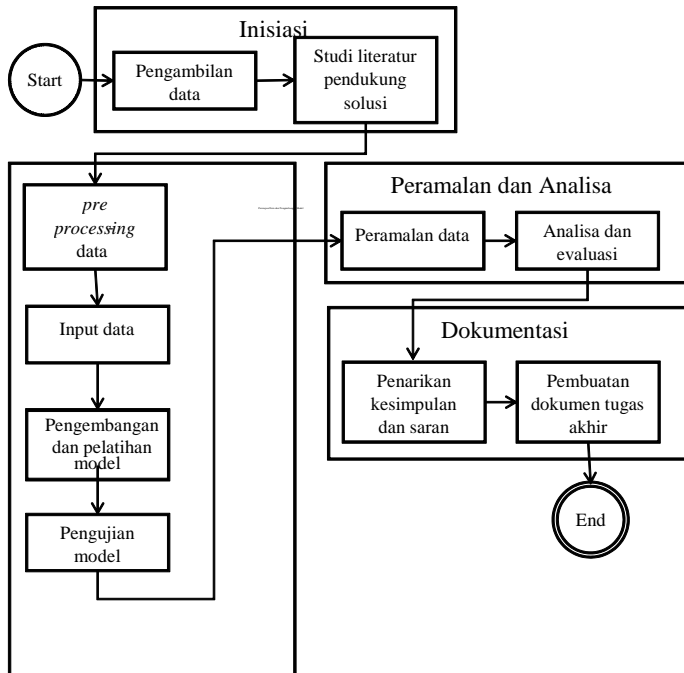 Inisiasi
Start
Pengambilan
data
Studi literatur
pendukung
solusi
pre
processing
data
Input data
Pengembangan
dan pelatihan
model
Pengujian
model
Peramalan dan Analisa
Peramalan data
Analisa dan
evaluasi
Dokumentasi
Penarikan
kesimpulan
dan saran
Pembuatan
dokumen tugas
akhir
End